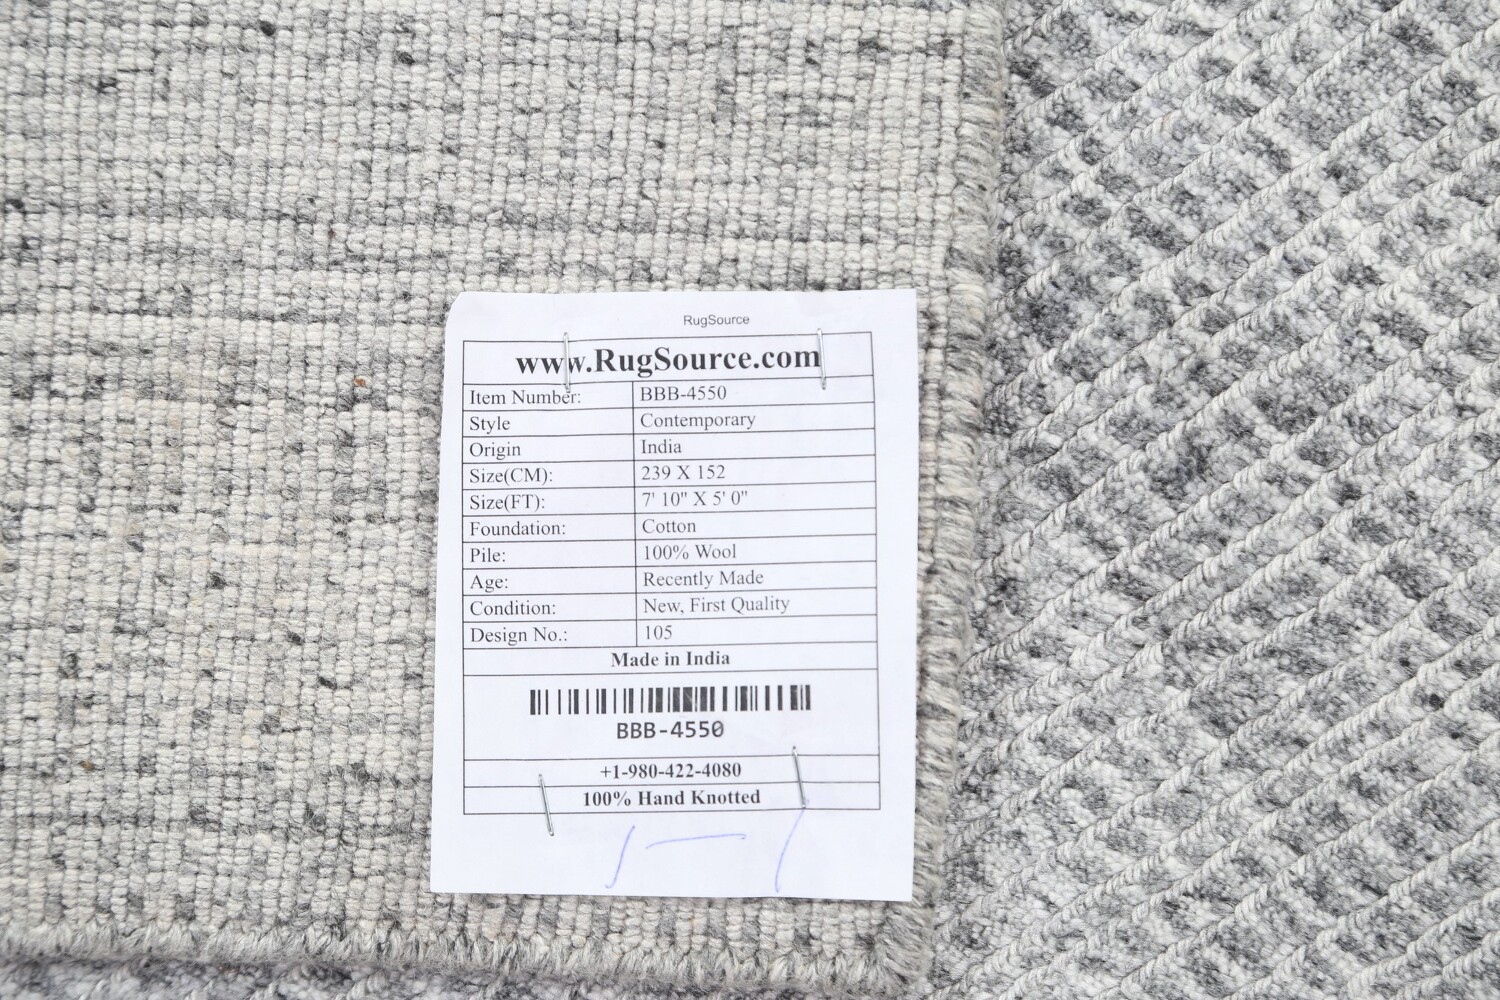 RugSource
www.RugSource.com
Item Number: BBB-4550
Style Contemporary
Origin India
Size(CM): 239 X 152
Size(FT): 7' 10" X 5' 0"
Foundation: Cotton
Pile: 100% Wool
Age: Recently Made
Condition: New, First Quality
Design No.: 105
Made in India
BBB-4550
+1-980-422-4080
100% Hand Knotted
1-1